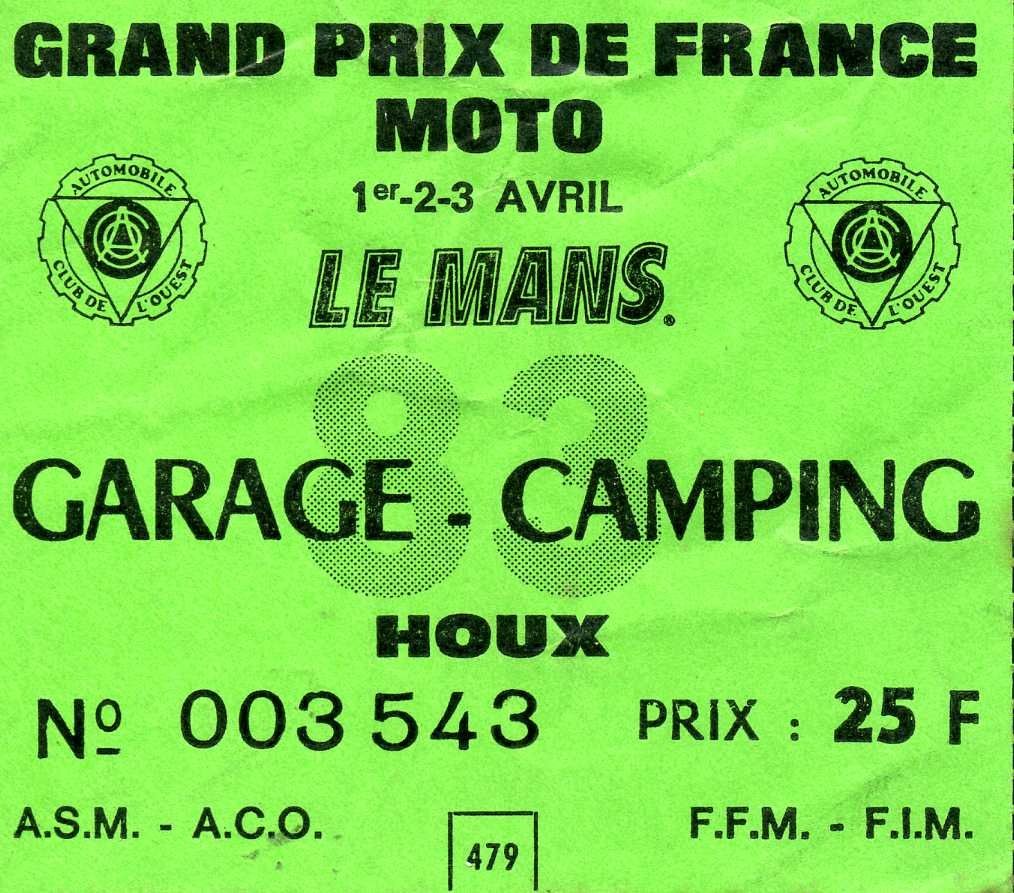 GRAND PRIX DE FRANCE
MOTO
1er-2-3 AVRIL
AUTOMOBILE CLUB DE L'OUEST
AUTOMOBILE CLUB DE L'OUEST
LE MANS®
83
GARAGE - CAMPING
HOUX
Nº 003543 PRIX : 25 F
A.S.M. - A.C.O. F.F.M. - F.I.M.
479